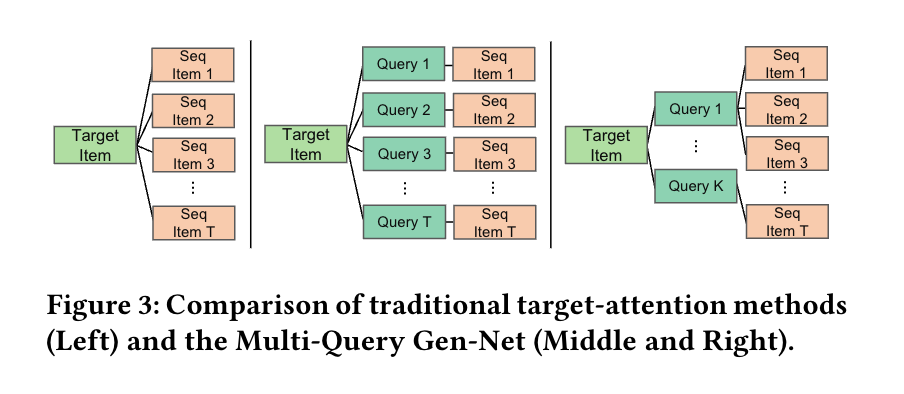 Target
Item
Seq
Item 1
Seq
Item 2
Seq
Item 3
⋮
Seq
Item T
Target
Item
Query 1
Seq
Item 1
Query 2
Seq
Item 2
Query 3
Seq
Item 3
⋮
⋮
Query T
Seq
Item T
Target
Item
Query 1
⋮
Query K
Seq
Item 1
Seq
Item 2
Seq
Item 3
⋮
Seq
Item T
Figure 3: Comparison of traditional target-attention methods
(Left) and the Multi-Query Gen-Net (Middle and Right).